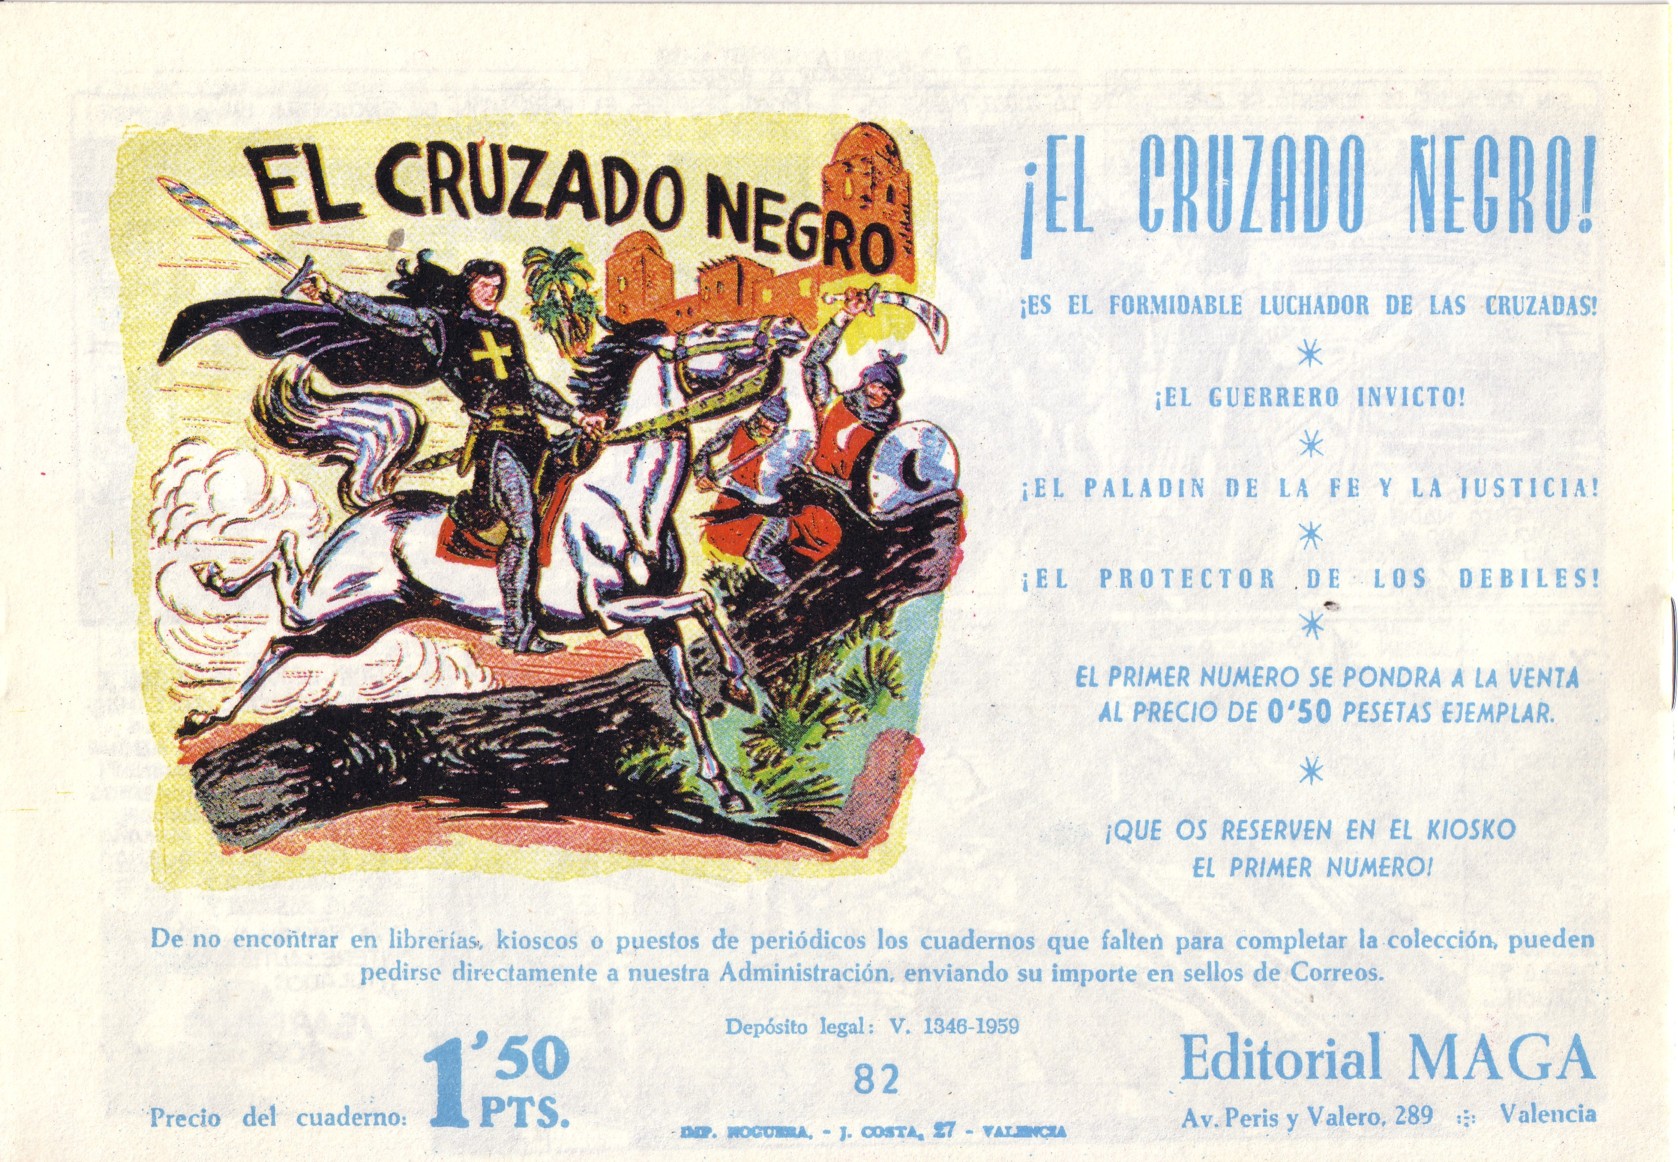 EL CRUZADO NEGRO
¡EL CRUZADO NEGRO!
¡ES EL FORMIDABLE LUCHADOR DE LAS CRUZADAS!
¡EL GUERRERO INVICTO!
¡EL PALADIN DE LA FE Y LA JUSTICIA!
¡EL PROTECTOR DE LOS DEBILES!
EL PRIMER NUMERO SE PONDRA A LA VENTA
AL PRECIO DE 0'50 PESETAS EJEMPLAR.
¡QUE OS RESERVEN EN EL KIOSKO
EL PRIMER NUMERO!
De no encontrar en librerías, kioscos o puestos de periódicos los cuadernos que falten para completar la colección, pueden
pedirse directamente a nuestra Administración, enviando su importe en sellos de Correos.
Precio del cuaderno: 1'50 PTS.
Depósito legal: V. 1346-1959
82
IMP. NOGUERA, - J. COSTA, 27 - VALENCIA
Editorial MAGA
Av. Peris y Valero, 289 Valencia